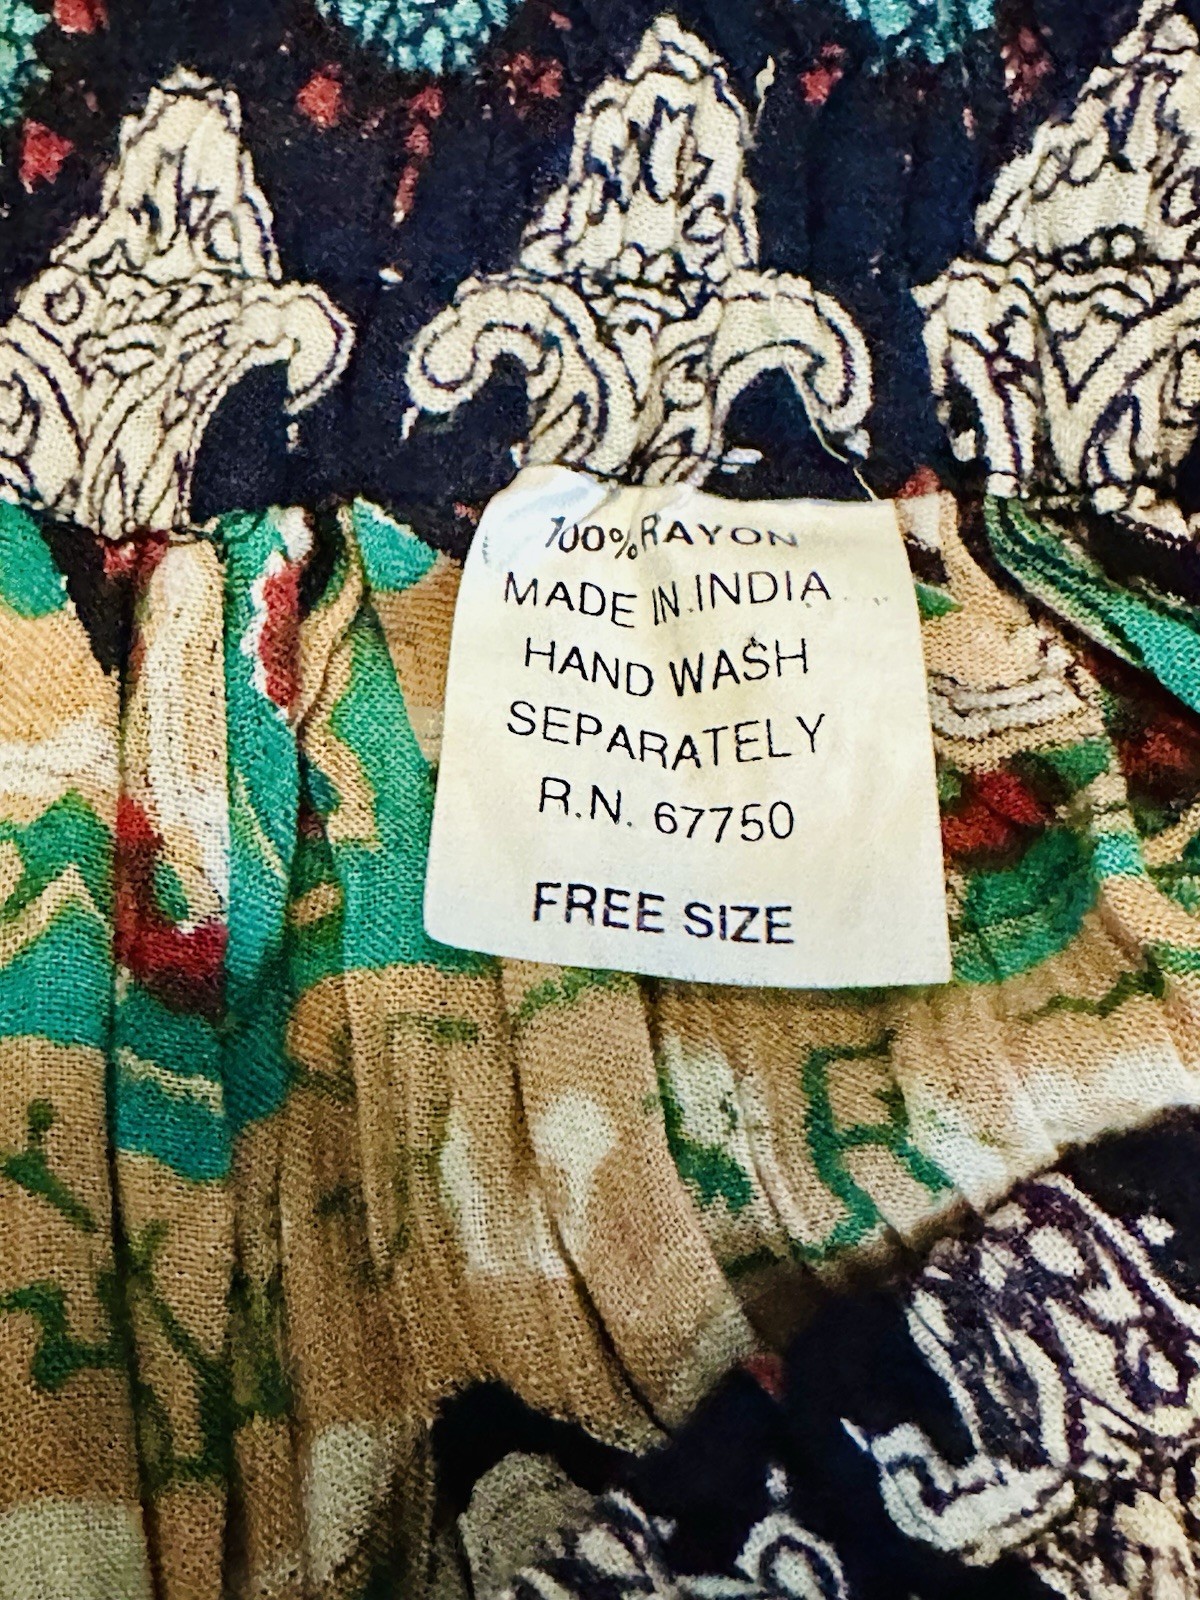 100% RAYON
MADE IN INDIA
HAND WASH
SEPARATELY
R.N. 67750
FREE SIZE